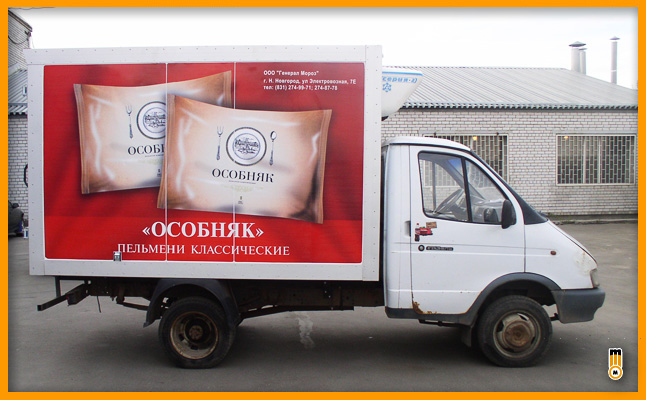 ООО "Генерал Мороз"
г. Н. Новгород, ул Электровозная, 7Е
тел: (831) 274-99-71; 274-87-78
ОСОБНЯК
ОСОБНЯК
«ОСОБНЯК»
ПЕЛЬМЕНИ КЛАССИЧЕСКИЕ